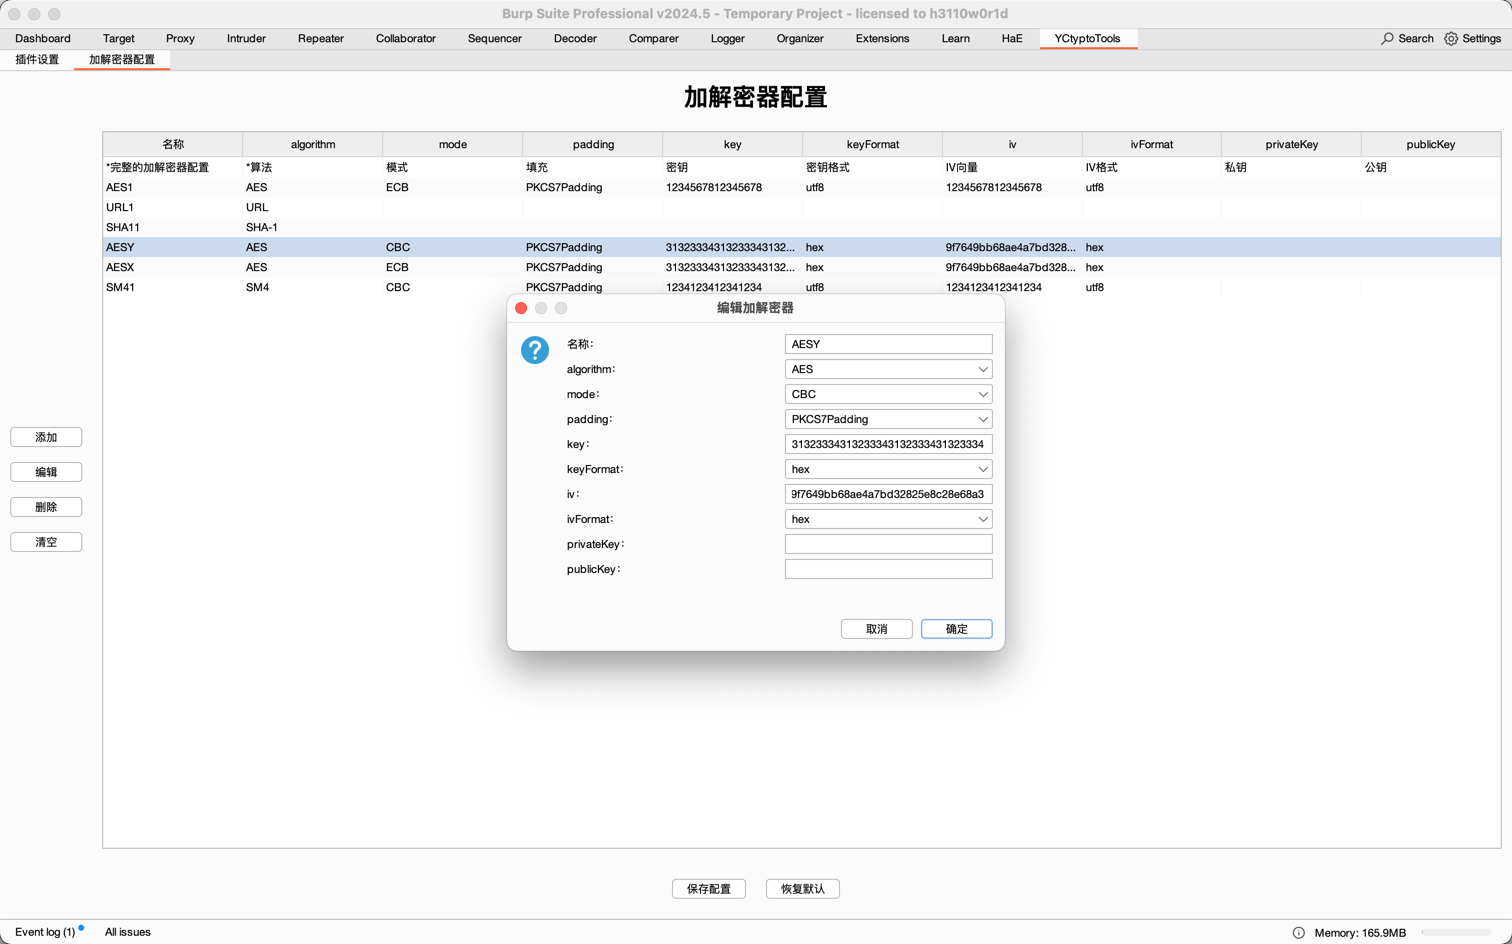 Burp Suite Professional v2024.5 - Temporary Project - licensed to h3110w0r1d
Dashboard Target Proxy Intruder Repeater Collaborator Sequencer Decoder Comparer Logger Organizer Extensions Learn HaE YCtyptoTools Search Settings
插件设置 加解密器配置
加解密器配置
名称 algorithm mode padding key keyFormat iv ivFormat privateKey publicKey
*完整的加解密器配置 *算法 模式 填充 密钥 密钥格式 IV向量 IV格式 私钥 公钥
AES1 AES ECB PKCS7Padding 1234567812345678 utf8 1234567812345678 utf8
URL1 URL
SHA11 SHA-1
AESY AES CBC PKCS7Padding 31323334313233343132... hex 9f7649bb68ae4a7bd328... hex
AESX AES ECB PKCS7Padding 31323334313233343132... hex 9f7649bb68ae4a7bd328... hex
SM41 SM4 CBC PKCS7Padding 1234123412341234 utf8 1234123412341234 utf8
编辑加解密器
名称: AESY
algorithm: AES
mode: CBC
padding: PKCS7Padding
key: 31323334313233343132333431323334
keyFormat: hex
iv: 9f7649bb68ae4a7bd32825e8c28e68a3
ivFormat: hex
privateKey:
publicKey:
取消 确定
添加
编辑
删除
清空
保存配置 恢复默认
Event log (1) All issues Memory: 165.9MB